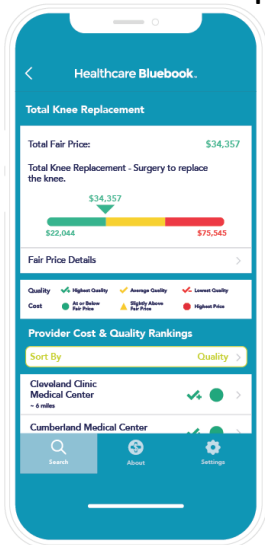 Healthcare Bluebook.
Total Knee Replacement
Total Fair Price: $34,357
Total Knee Replacement - Surgery to replace
the knee.
$34,357
$22,044 $75,545
Fair Price Details
Quality Highest Quality Average Quality Lowest Quality
Cost At or Below Fair Price Slightly Above Fair Price Highest Price
Provider Cost & Quality Rankings
Sort By Quality
Cleveland Clinic
Medical Center
~ 6 miles
Cumberland Medical Center
Search About Settings